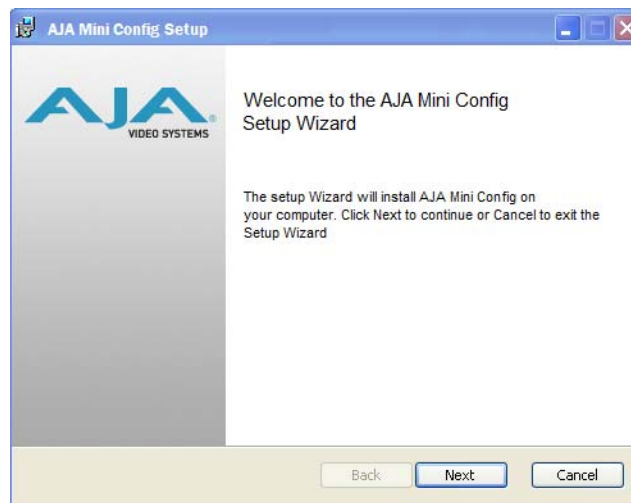 AJA Mini Config Setup
AJA®
VIDEO SYSTEMS
Welcome to the AJA Mini Config
Setup Wizard
The setup Wizard will install AJA Mini Config on
your computer. Click Next to continue or Cancel to exit the
Setup Wizard
Back
Next
Cancel